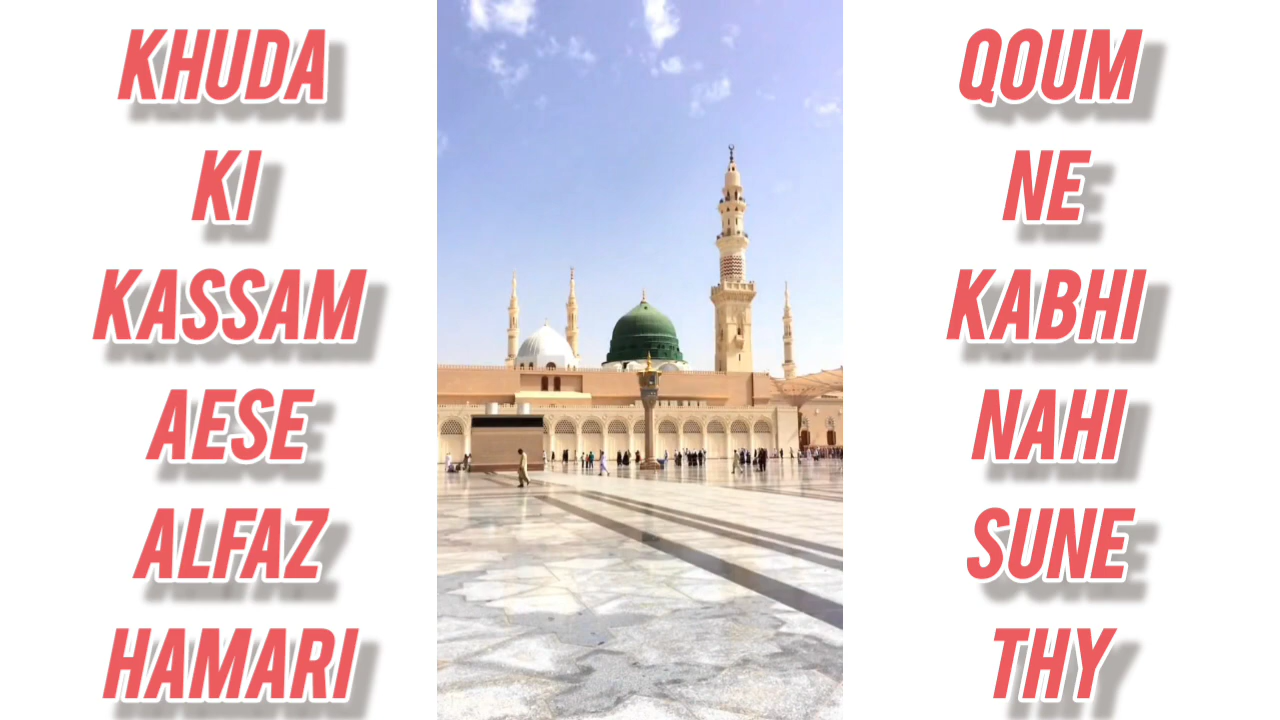 KHUDA
KI
KASSAM
AESE
ALFAZ
HAMARI
QOUM
NE
KABHI
NAHI
SUNE
THY